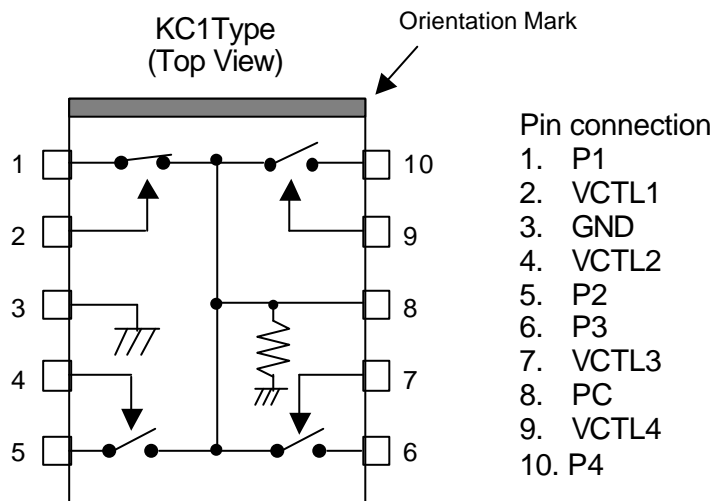 KC1Type
(Top View)
Orientation Mark
1
2
3
4
5
10
9
8
7
6
Pin connection
1. P1
2. VCTL1
3. GND
4. VCTL2
5. P2
6. P3
7. VCTL3
8. PC
9. VCTL4
10. P4